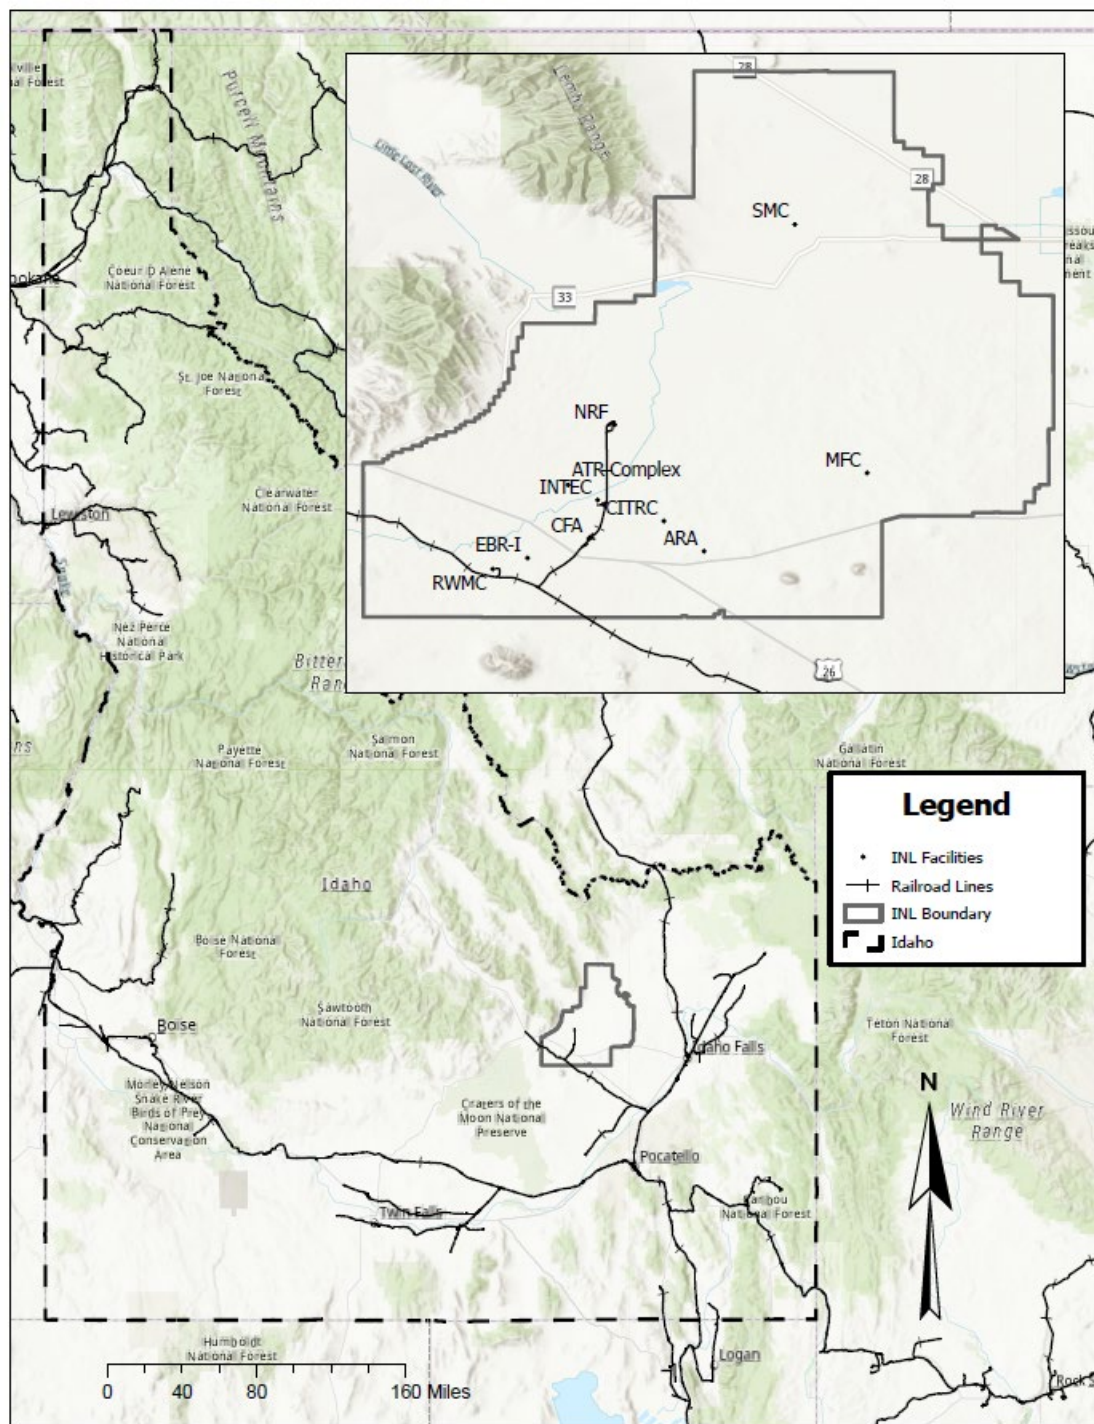 28
Lemhi Range
Purcell Mountains
Little Lost River
28
SMC
Coeur D Alene
National Forest
33
St. Joe National
Forest
NRF
ATR-Complex
MFC
INTEC
Clearwater
National Forest
CITRC
Lewiston
CFA
ARA
EBR-I
RWMC
Nez Perce
National
Historical Park
26
Salmon
National Forest
Payette
National Forest
Gallatin
National Forest
Legend
INL Facilities
Railroad Lines
INL Boundary
Idaho
Idaho
Boise National
Forest
Sawtooth
National Forest
Boise
Teton National
Forest
Idaho Falls
N
Morley Nelson
Snake River
Birds of Prey
National
Conservation
Area
Craters of the
Moon National
Preserve
Wind River
Range
Pocatello
Caribou
National Forest
Twin Falls
Humboldt
National Forest
Logan
0 40 80 160 Miles